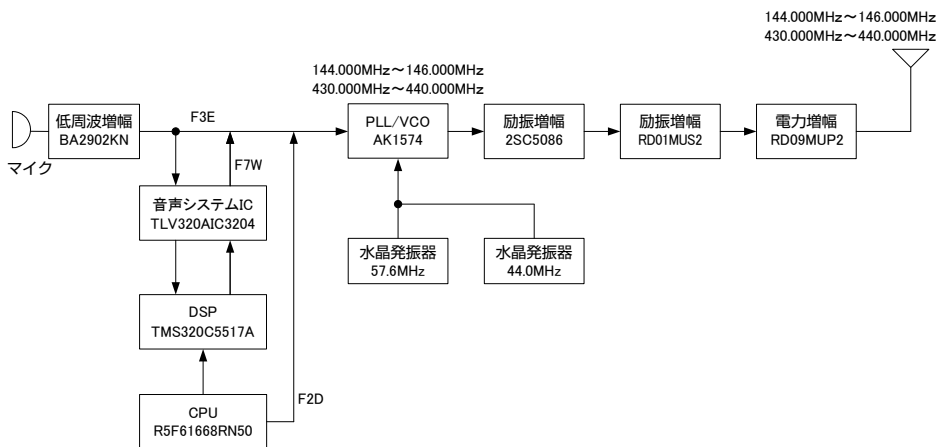 144.000MHz～146.000MHz
430.000MHz～440.000MHz
144.000MHz～146.000MHz
430.000MHz～440.000MHz
マイク
低周波増幅
BA2902KN
F3E
PLL/VCO
AK1574
励振増幅
2SC5086
励振増幅
RD01MUS2
電力増幅
RD09MUP2
F7W
音声システムIC
TLV320AIC3204
水晶発振器
57.6MHz
水晶発振器
44.0MHz
DSP
TMS320C5517A
F2D
CPU
R5F61668RN50